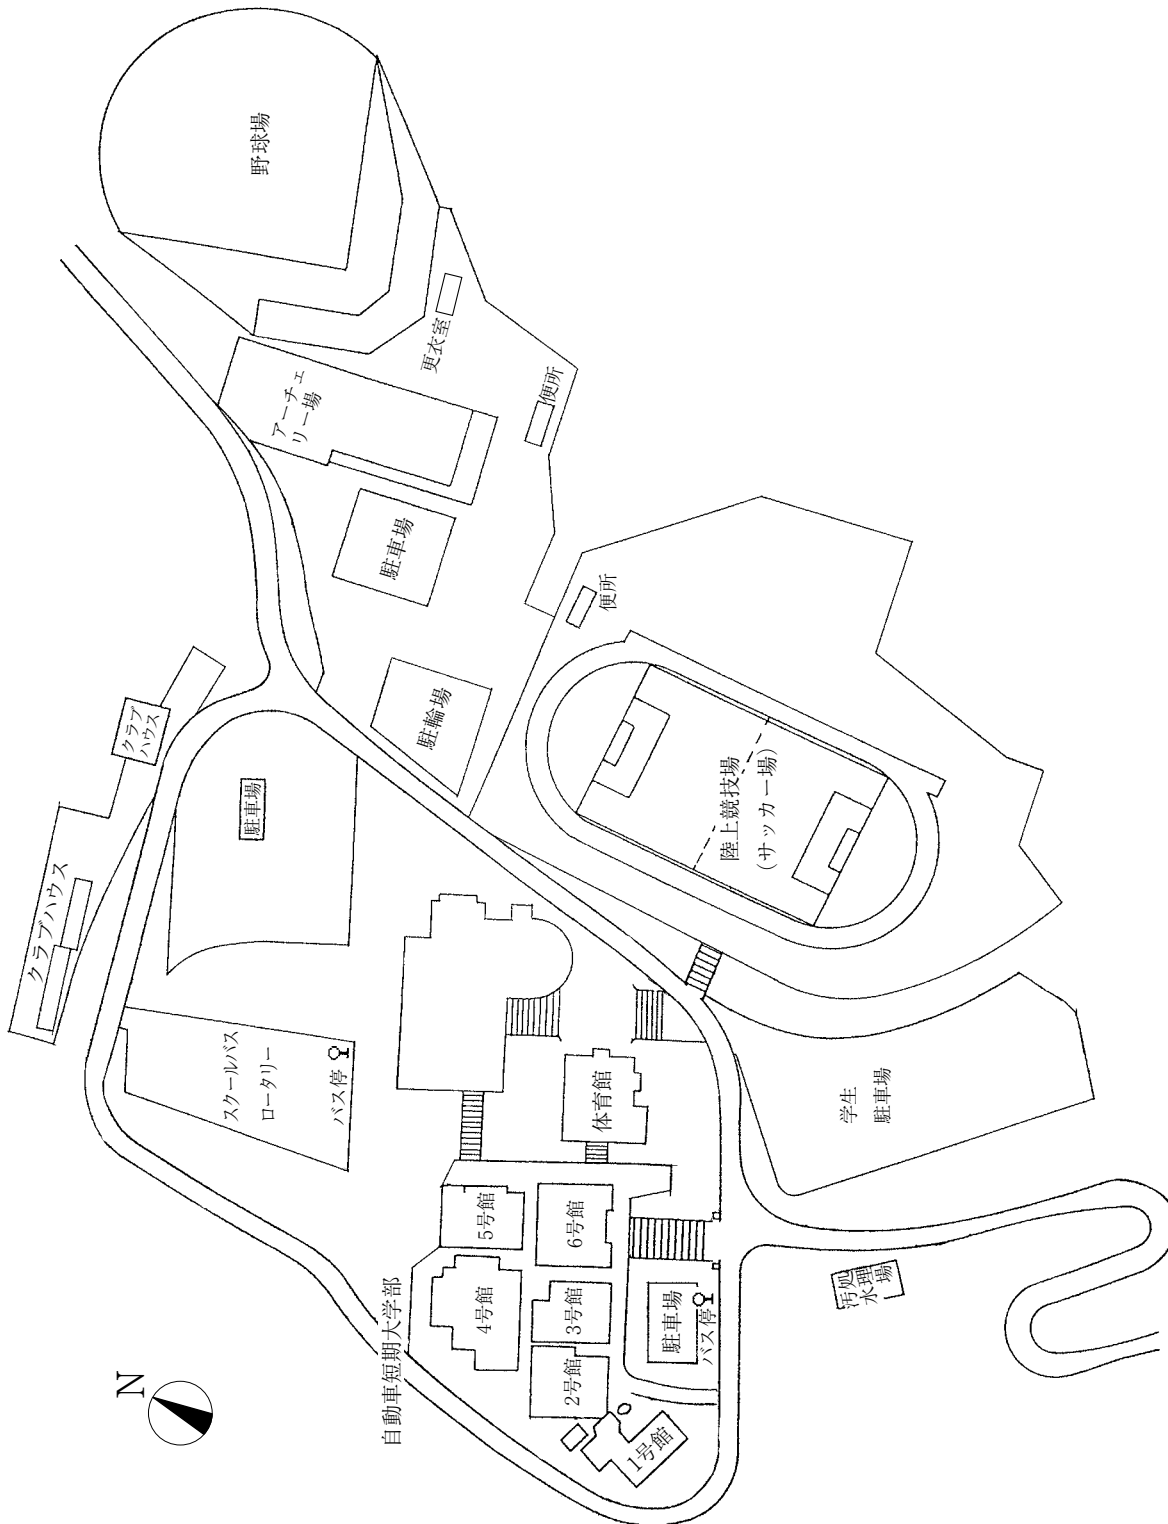 野球場
更衣室
便所
アーチェ
リー場
駐車場
便所
駐輪場
クラブ
ハウス
駐車場
クラブハウス
陸上競技場
(サッカー場)
スクールバス
ロータリー
バス停
体育館
学生
駐車場
5号館
6号館
4号館
3号館
2号館
1号館
駐車場
バス停
汚水
処理場
自動車短期大学部
N